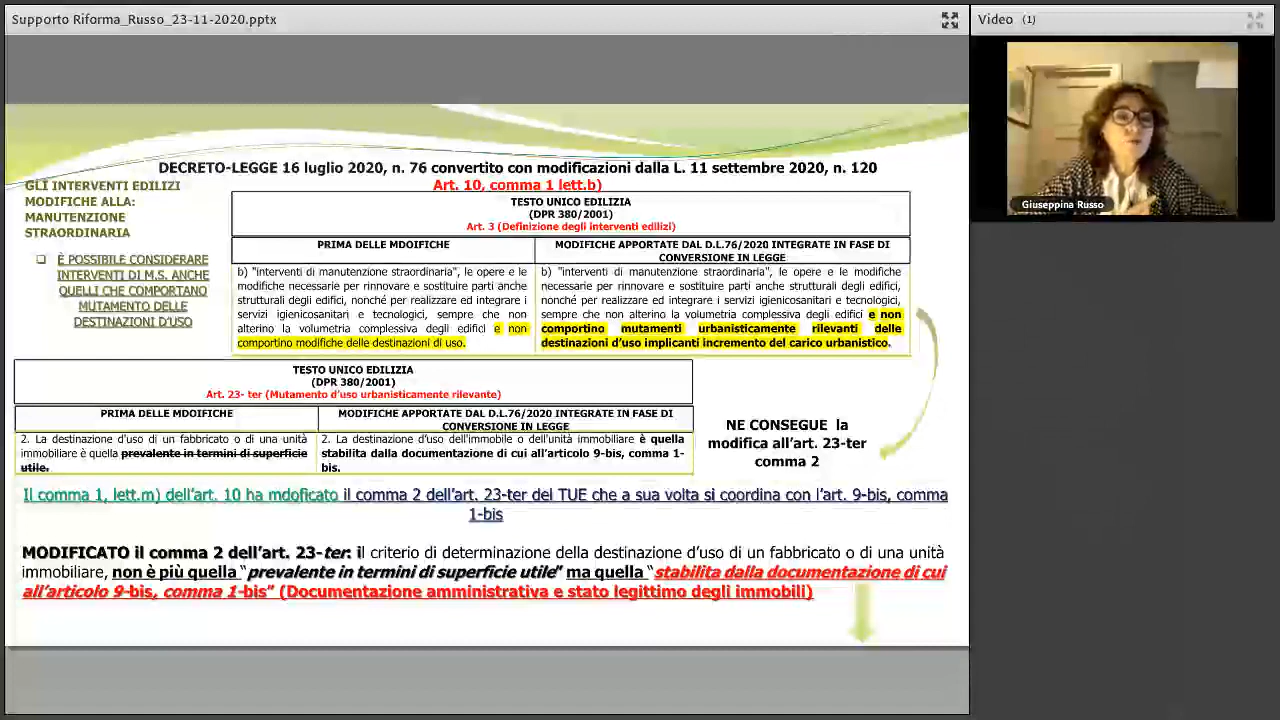 Supporto Riforma_Russo_23-11-2020.pptx
Video (1)
Giuseppina Russo
DECRETO-LEGGE 16 luglio 2020, n. 76 convertito con modificazioni dalla L. 11 settembre 2020, n. 120
Art. 10, comma 1 lett.b)
GLI INTERVENTI EDILIZI
MODIFICHE ALLA:
MANUTENZIONE
STRAORDINARIA
È POSSIBILE CONSIDERARE
INTERVENTI DI M.S. ANCHE
QUELLI CHE COMPORTANO
MUTAMENTO DELLE
DESTINAZIONI D'USO
TESTO UNICO EDILIZIA
(DPR 380/2001)
Art. 3 (Definizione degli interventi edilizi)
PRIMA DELLE MDOIFICHE
b) "interventi di manutenzione straordinaria", le opere e le
modifiche necessarie per rinnovare e sostituire parti anche
strutturali degli edifici, nonché per realizzare ed integrare i
servizi igienicosanitari e tecnologici, sempre che non
alterino la volumetria complessiva degli edifici e non
comportino modifiche delle destinazioni di uso.
MODIFICHE APPORTATE DAL D.L.76/2020 INTEGRATE IN FASE DI
CONVERSIONE IN LEGGE
b) "interventi di manutenzione straordinaria", le opere e le modifiche
necessarie per rinnovare e sostituire parti anche strutturali degli edifici,
nonché per realizzare ed integrare i servizi igienicosanitari e tecnologici,
sempre che non alterino la volumetria complessiva degli edifici e non
comportino mutamenti urbanisticamente rilevanti delle
destinazioni d'uso implicanti incremento del carico urbanistico.
TESTO UNICO EDILIZIA
(DPR 380/2001)
Art. 23- ter (Mutamento d'uso urbanisticamente rilevante)
PRIMA DELLE MDOIFICHE
2. La destinazione d'uso di un fabbricato o di una unità
immobiliare è quella prevalente in termini di superficie
utile.
MODIFICHE APPORTATE DAL D.L.76/2020 INTEGRATE IN FASE DI
CONVERSIONE IN LEGGE
2. La destinazione d'uso dell'immobile o dell'unità immobiliare è quella
stabilita dalla documentazione di cui all'articolo 9-bis, comma 1-
bis.
NE CONSEGUE la
modifica all'art. 23-ter
comma 2
Il comma 1, lett.m) dell'art. 10 ha mdoficato il comma 2 dell'art. 23-ter del TUE che a sua volta si coordina con l'art. 9-bis, comma
1-bis
MODIFICATO il comma 2 dell'art. 23-ter: il criterio di determinazione della destinazione d'uso di un fabbricato o di una unità
immobiliare, non è più quella "prevalente in termini di superficie utile" ma quella "stabilita dalla documentazione di cui
all'articolo 9-bis, comma 1-bis" (Documentazione amministrativa e stato legittimo degli immobili)